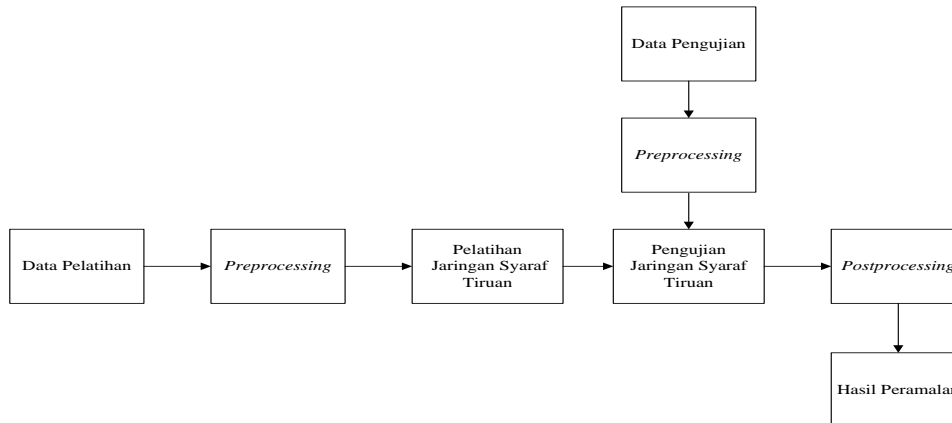 Data Pengujian
Preprocessing
Data Pelatihan
Preprocessing
Pelatihan
Jaringan Syaraf
Tiruan
Pengujian
Jaringan Syaraf
Tiruan
Postprocessing
Hasil Peramalan